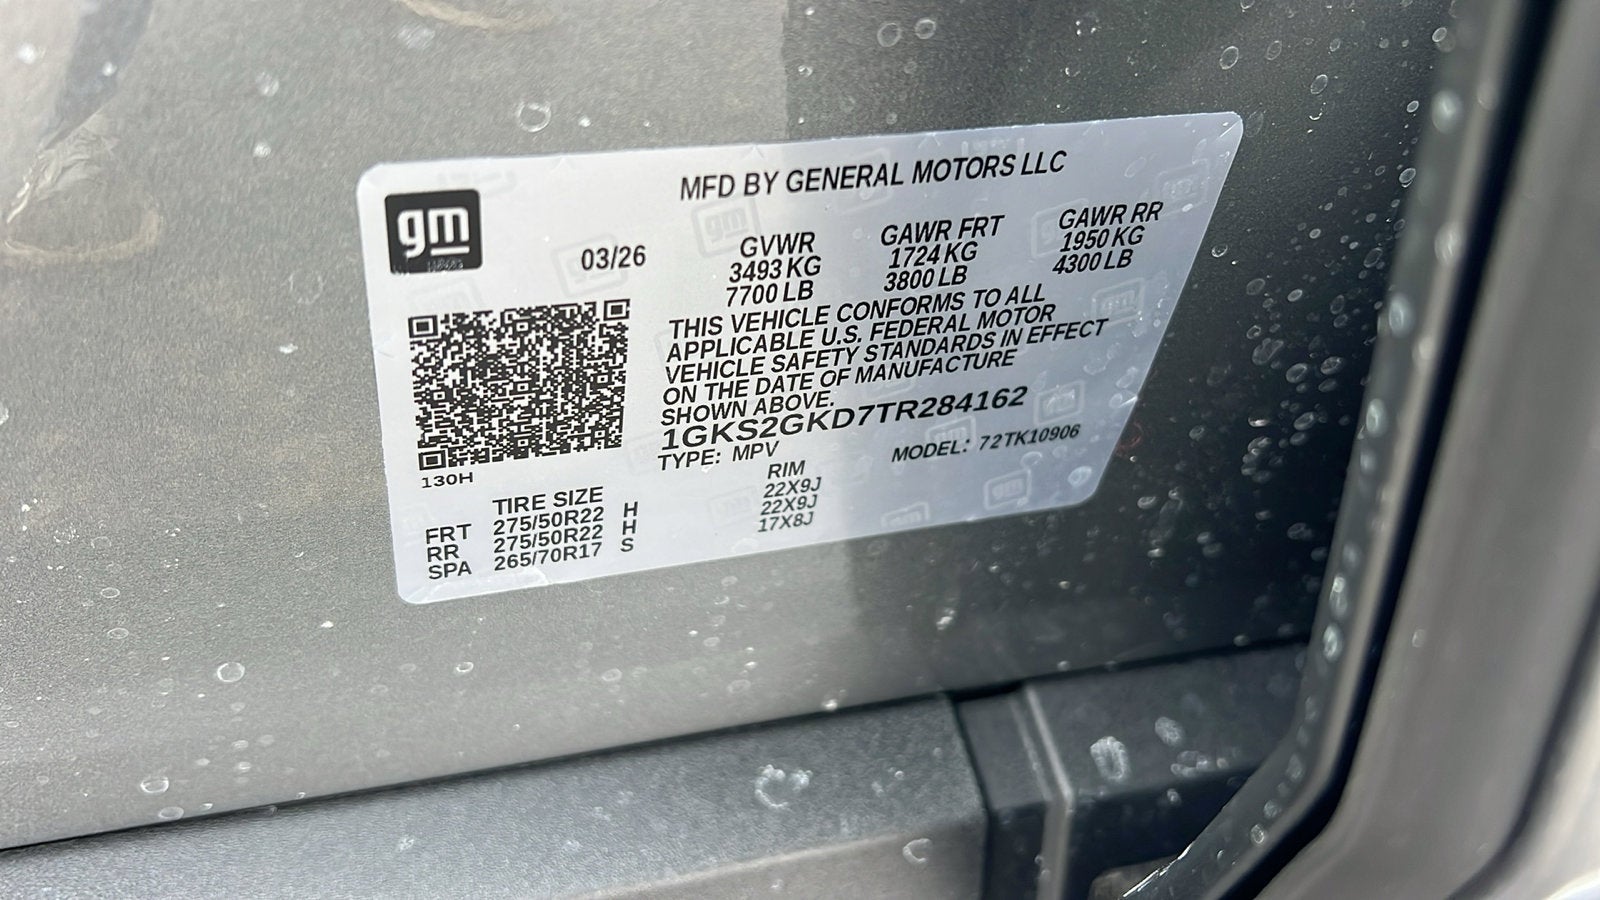 MFD BY GENERAL MOTORS LLC
gm
03/26
GVWR GAWR FRT GAWR RR
3493 KG 1724 KG 1950 KG
7700 LB 3800 LB 4300 LB
THIS VEHICLE CONFORMS TO ALL
APPLICABLE U.S. FEDERAL MOTOR
VEHICLE SAFETY STANDARDS IN EFFECT
ON THE DATE OF MANUFACTURE
SHOWN ABOVE.
1GKS2GKD7TR284162
TYPE: MPV MODEL: 72TK10906
130H
TIRE SIZE RIM
FRT 275/50R22 H 22X9J
RR 275/50R22 H 22X9J
SPA 265/70R17 S 17X8J